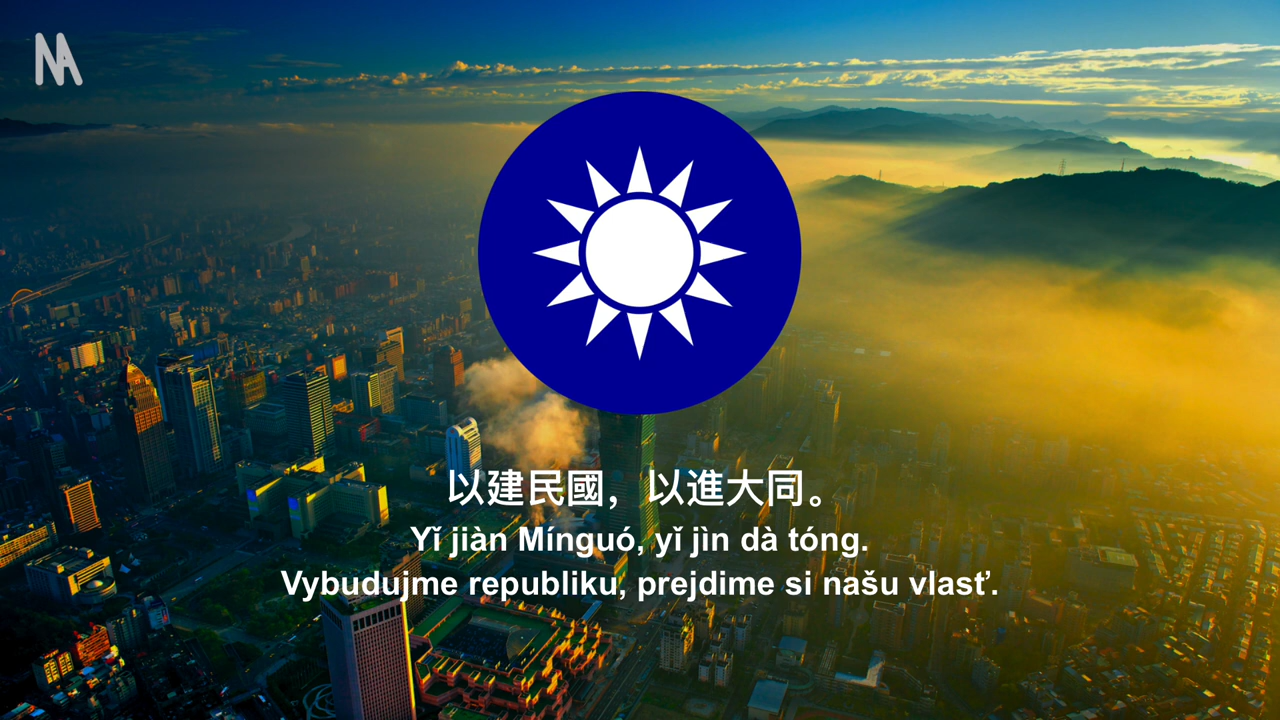 以建民國，以進大同。
Yǐ jiàn Mínguó, yǐ jìn dà tóng.
Vybudujme republiku, prejdime si našu vlasť.